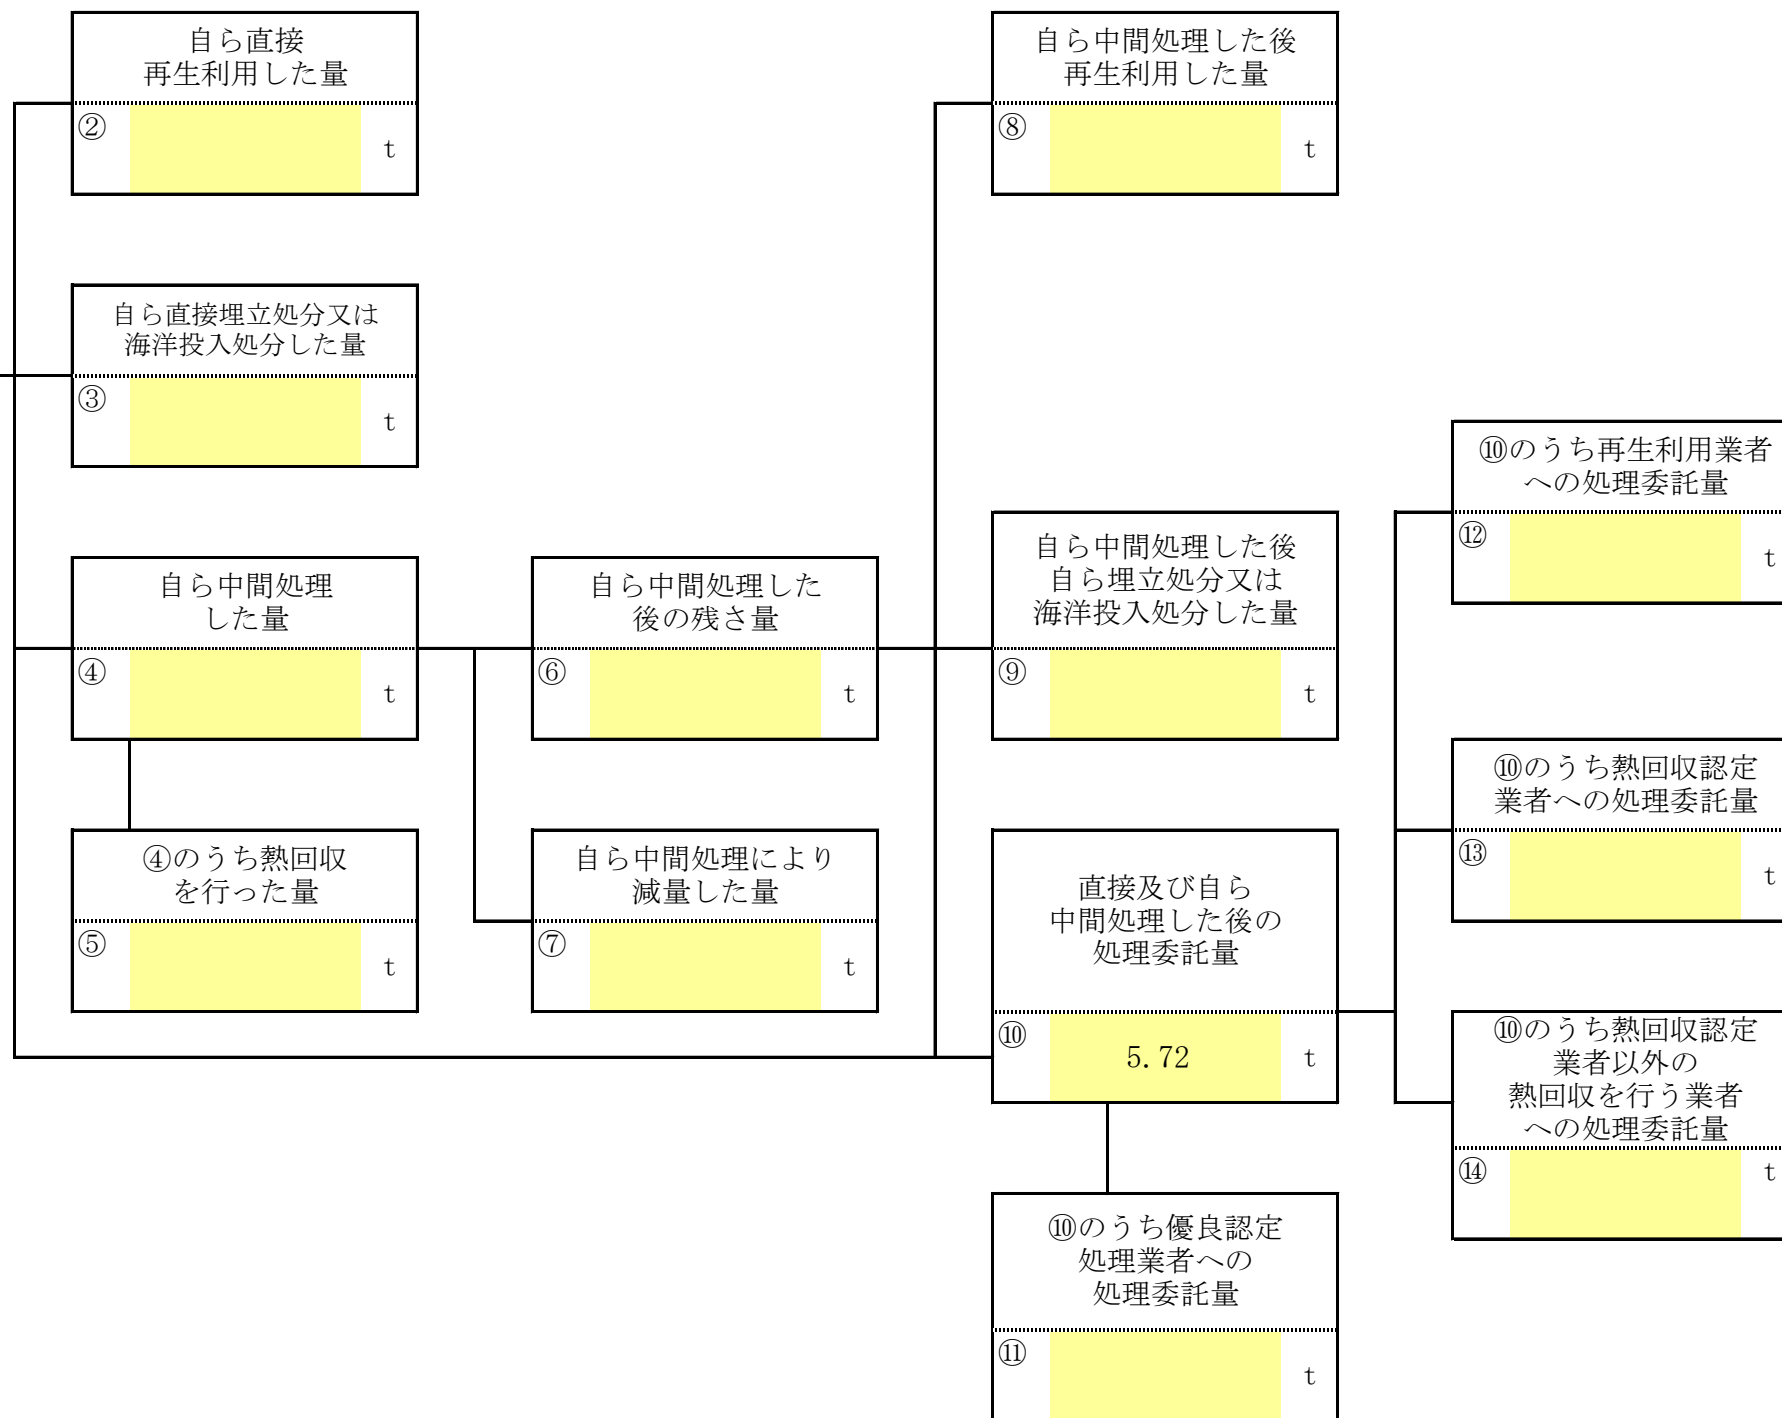 自ら直接
再生利用した量
②
t
自ら中間処理した後
再生利用した量
⑧
t
自ら直接埋立処分又は
海洋投入処分した量
③
t
⑩のうち再生利用業者
への処理委託量
⑫
t
自ら中間処理
した量
④
t
自ら中間処理した
後の残さ量
⑥
t
自ら中間処理した後
自ら埋立処分又は
海洋投入処分した量
⑨
t
⑩のうち熱回収認定
業者への処理委託量
⑬
t
④のうち熱回収
を行った量
⑤
t
自ら中間処理により
減量した量
⑦
t
直接及び自ら
中間処理した後の
処理委託量
⑩
5.72
t
⑩のうち熱回収認定
業者以外の
熱回収を行う業者
への処理委託量
⑭
t
⑩のうち優良認定
処理業者への
処理委託量
⑪
t